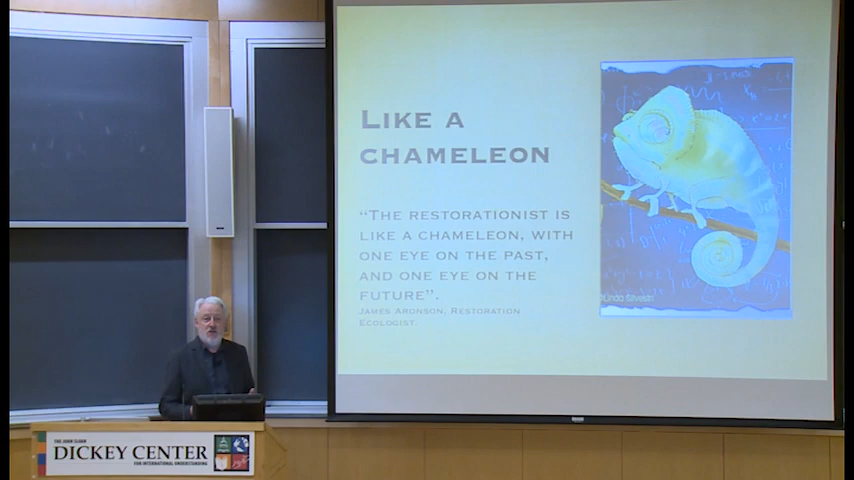 LIKE A
CHAMELEON
“THE RESTORATIONIST IS
LIKE A CHAMELEON, WITH
ONE EYE ON THE PAST,
AND ONE EYE ON THE
FUTURE”.
JAMES ARONSON, RESTORATION
ECOLOGIST.
©Linda Silvestri
THE JOHN SLOAN
DICKEY CENTER
FOR INTERNATIONAL UNDERSTANDING